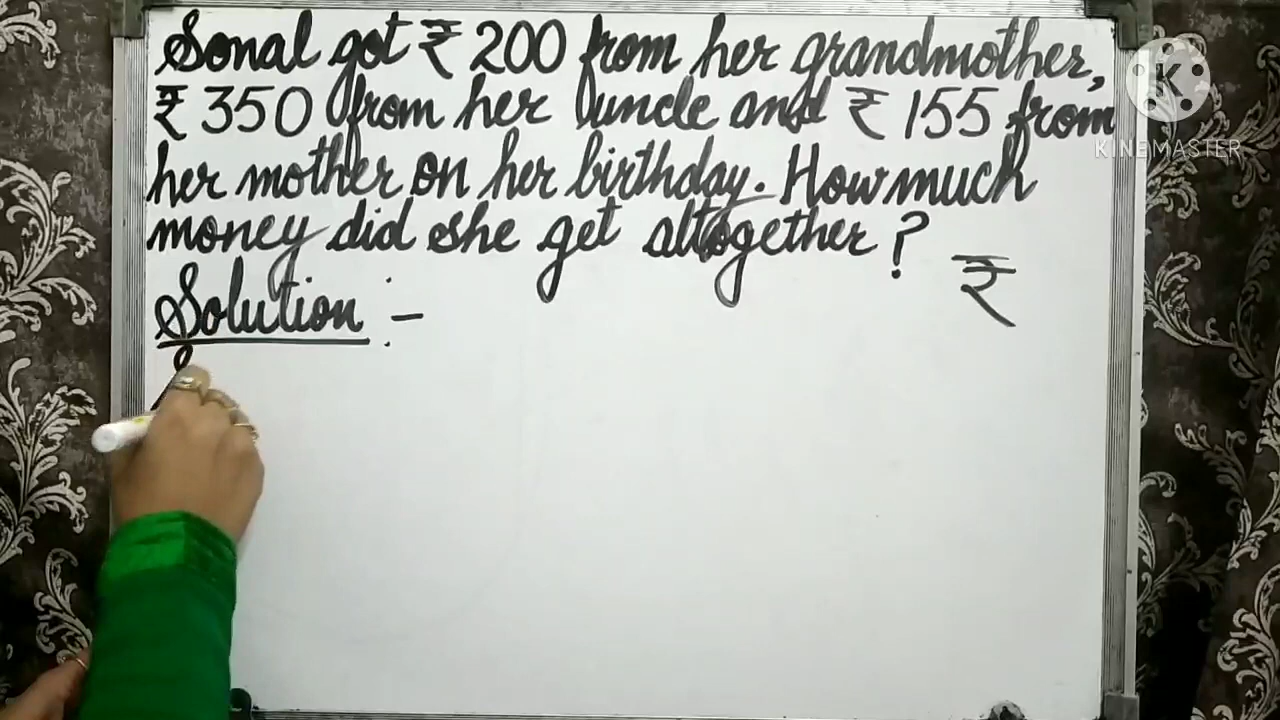 Sonal got ₹ 200 from her grandmother,
₹ 350 from her uncle and ₹ 155 from
her mother on her birthday. How much
money did she get altogether?
₹
Solution :-
K
KINEMASTER